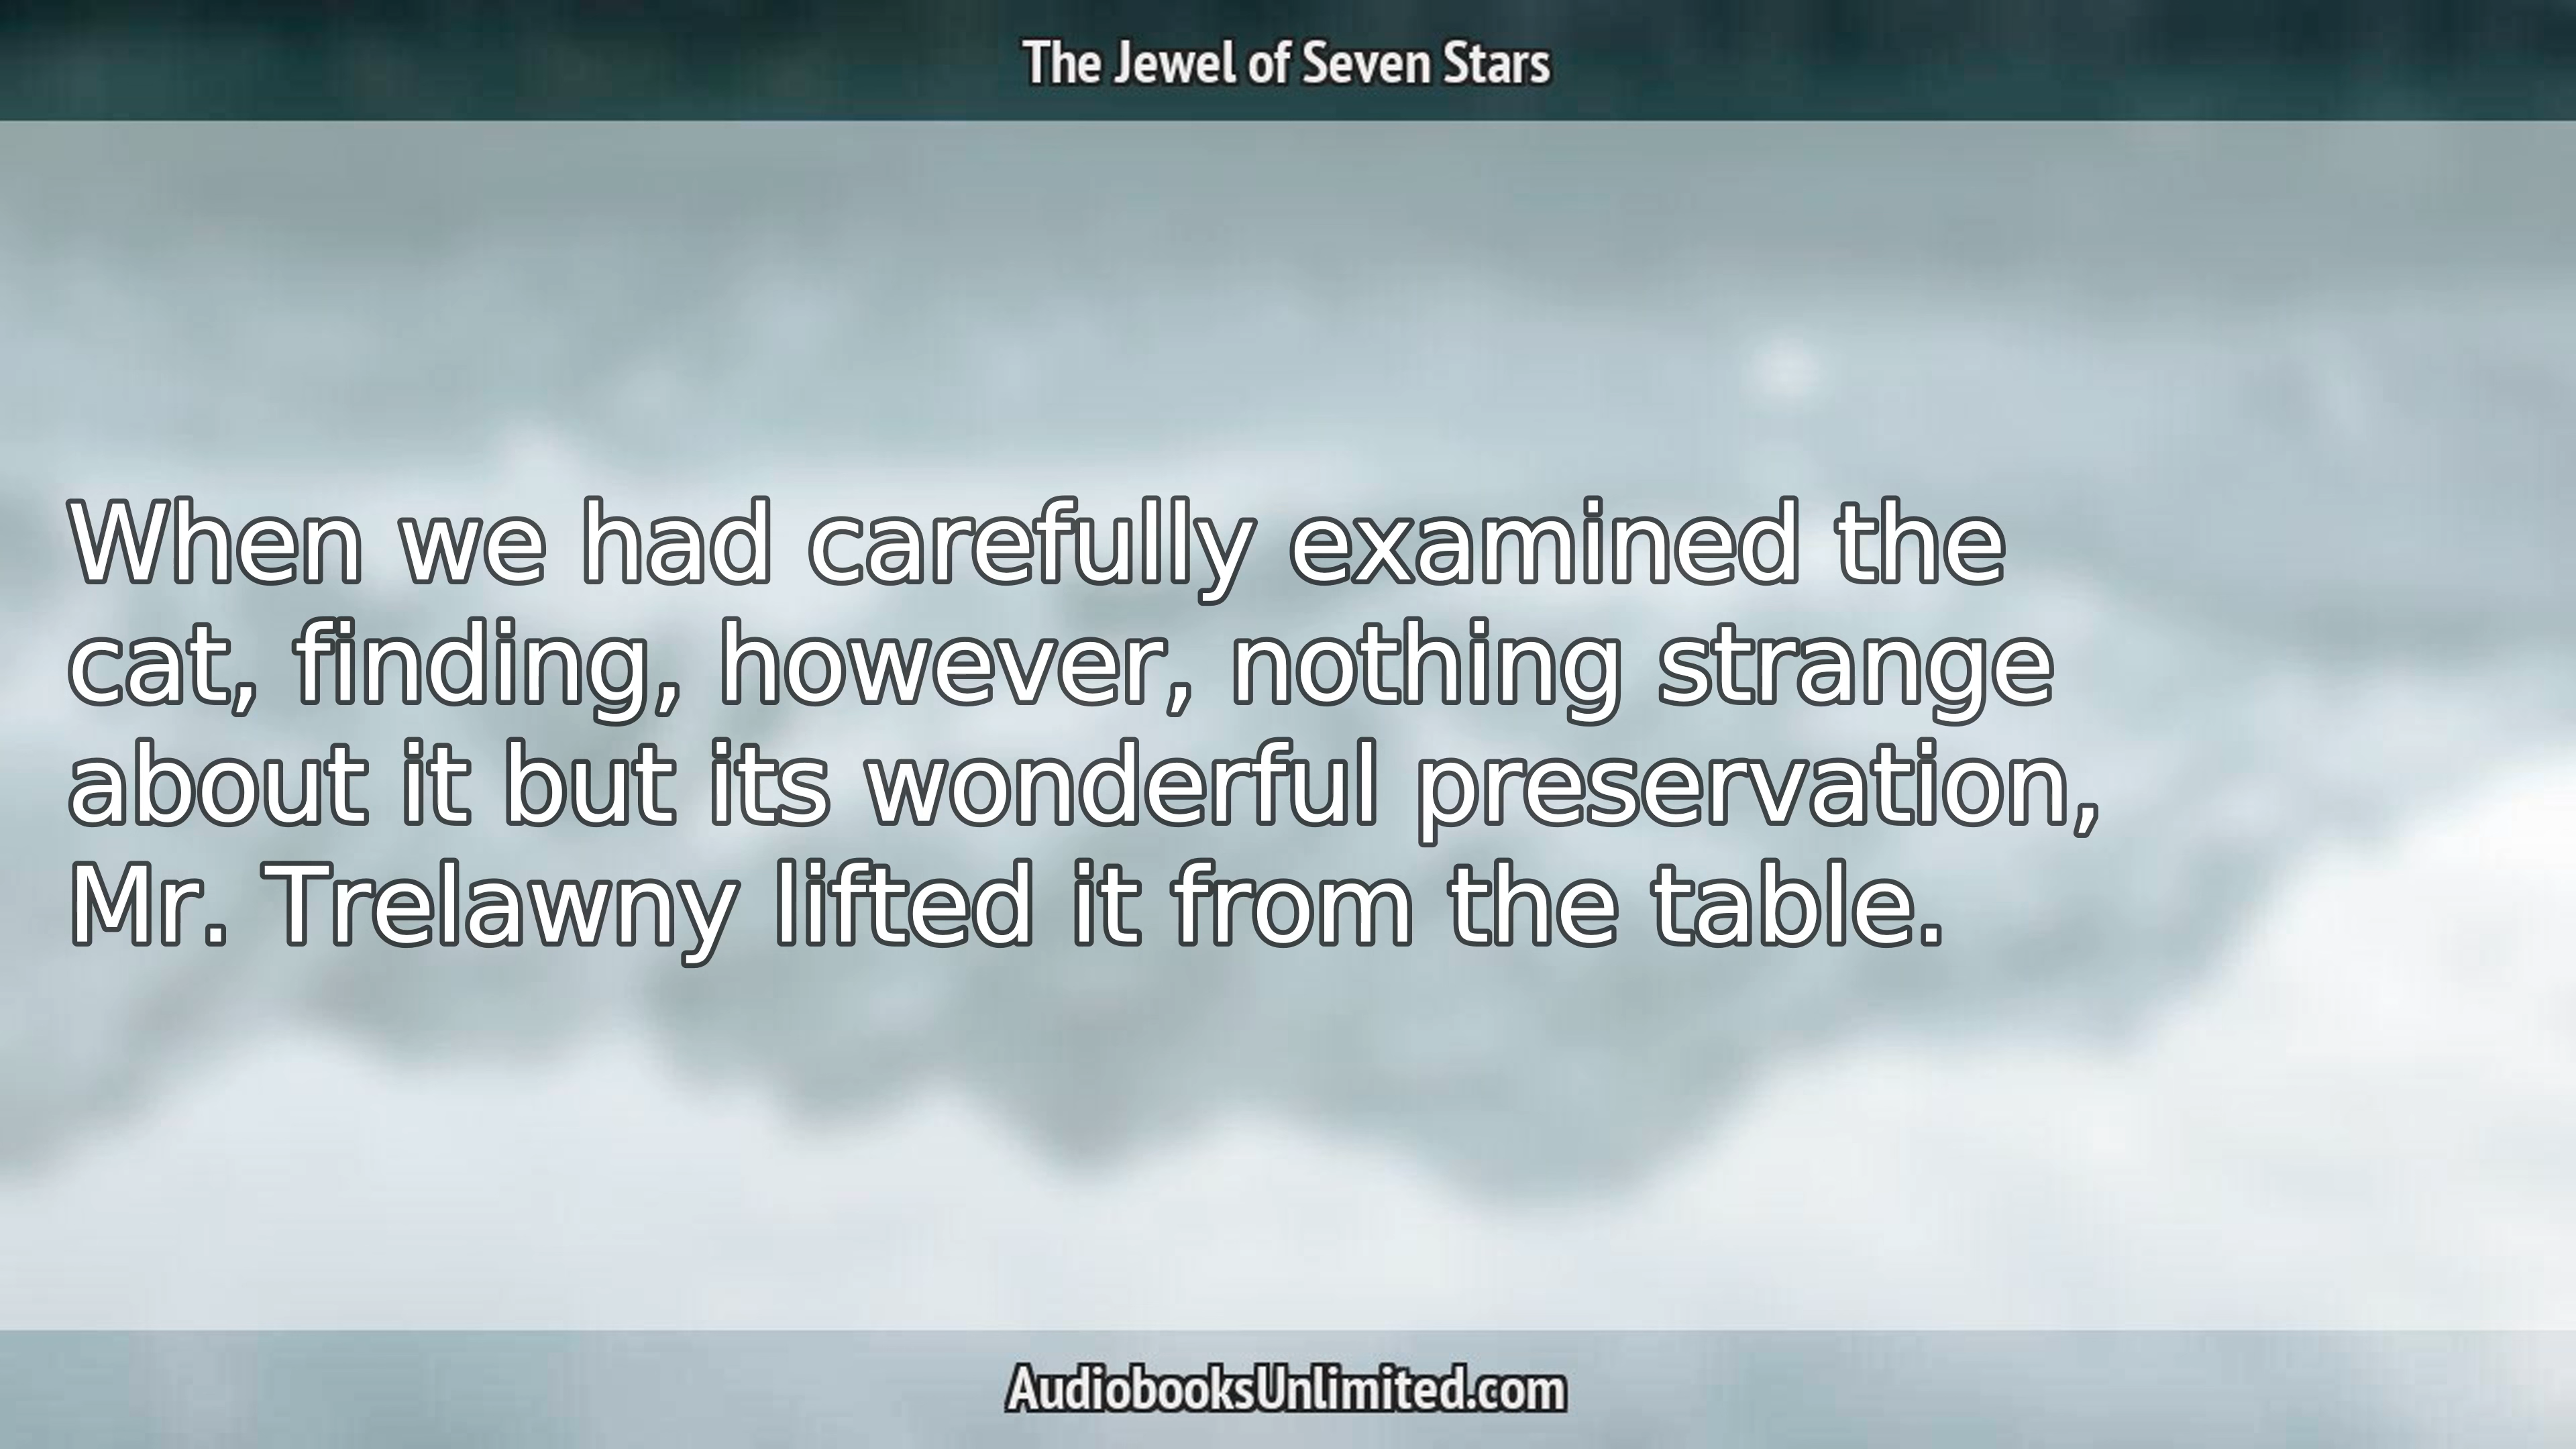 The Jewel of Seven Stars
When we had carefully examined the
cat, finding, however, nothing strange
about it but its wonderful preservation,
Mr. Trelawny lifted it from the table.
AudiobooksUnlimited.com